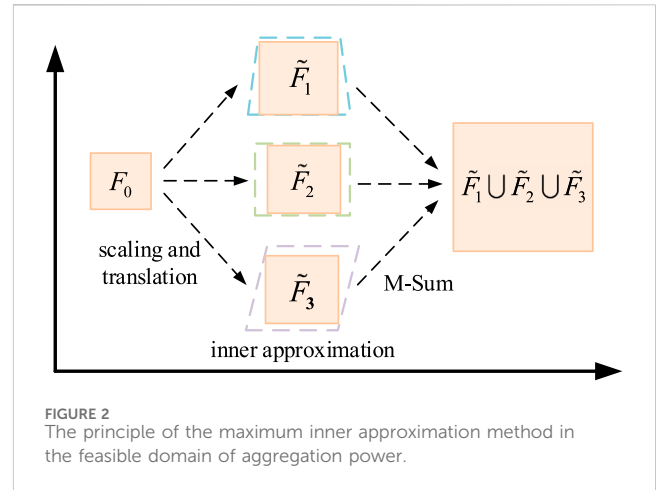 F̃₁
F₀
F̃₂
F̃₁ ⋃ F̃₂ ⋃ F̃₃
scaling and
translation
F̃₃
M-Sum
inner approximation
FIGURE 2
The principle of the maximum inner approximation method in
the feasible domain of aggregation power.